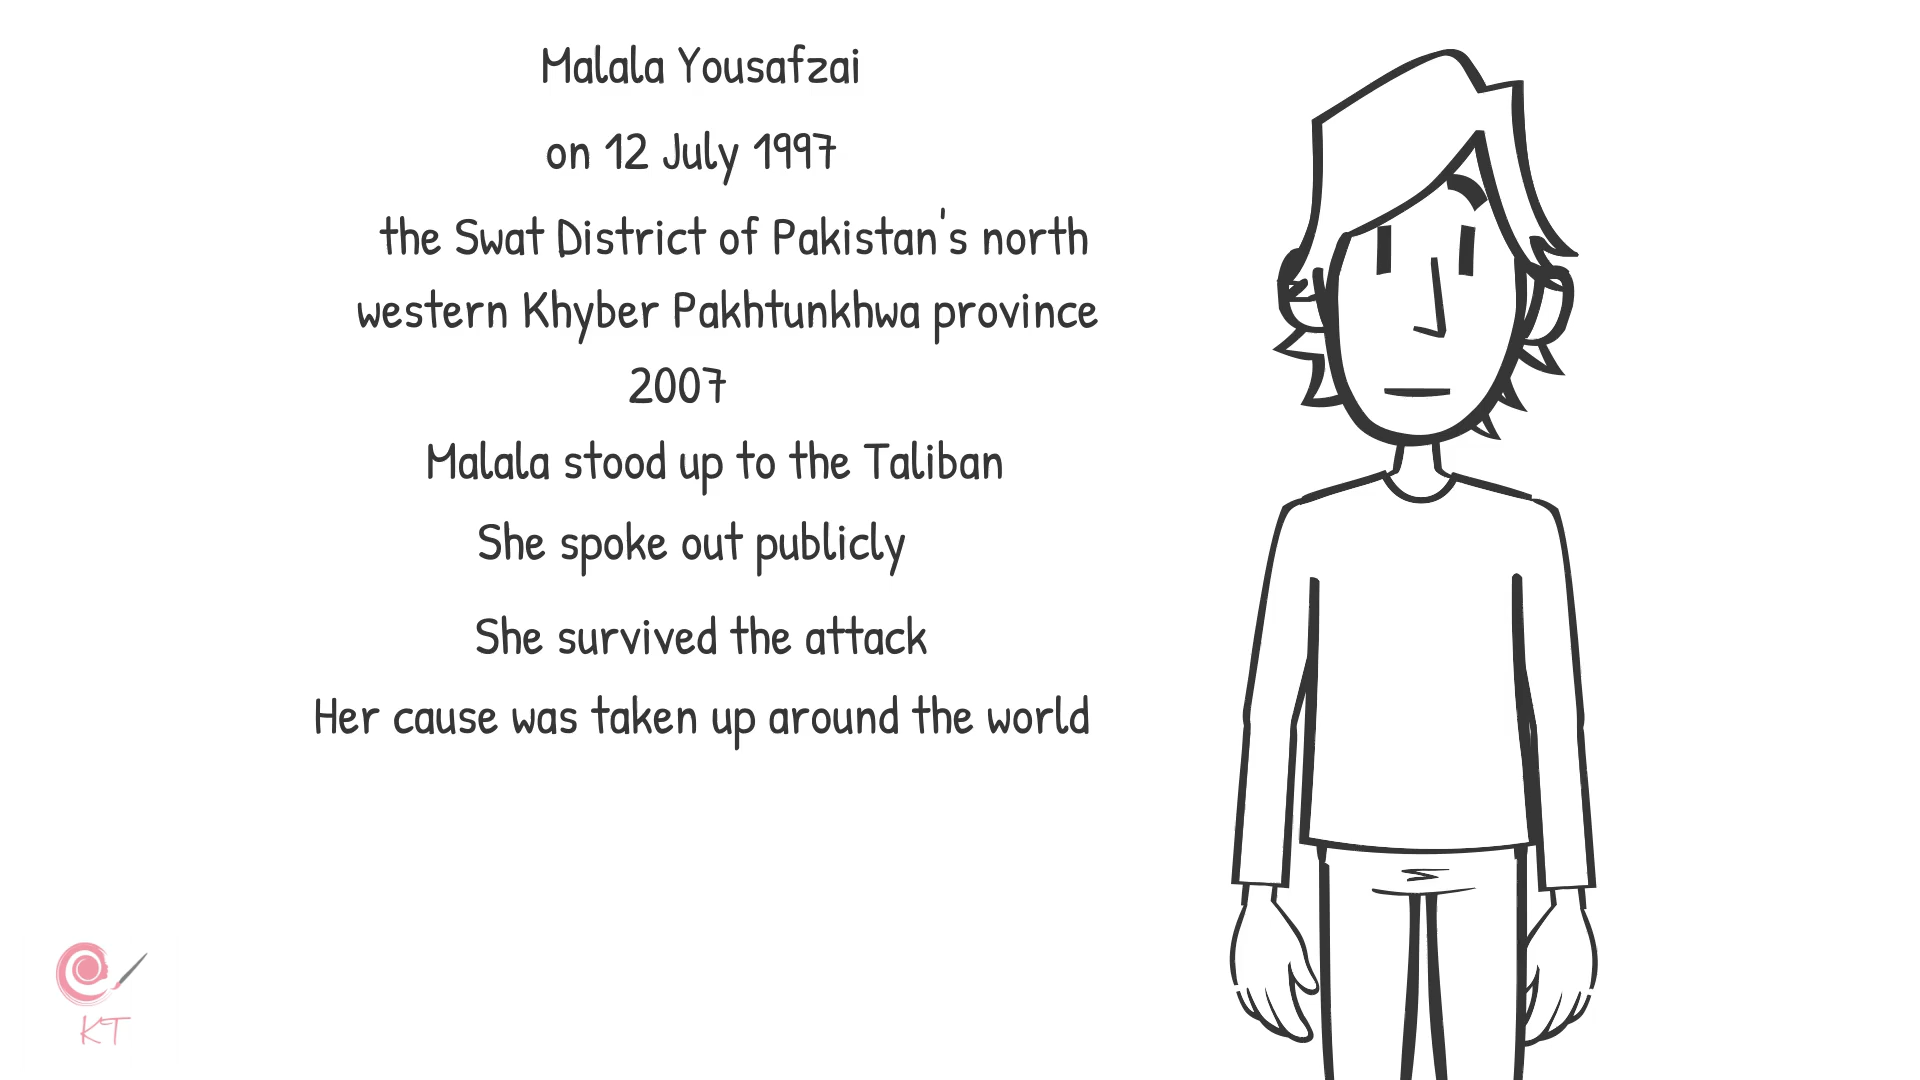 Malala Yousafzai
on 12 July 1997
the Swat District of Pakistan's north
western Khyber Pakhtunkhwa province
2007
Malala stood up to the Taliban
She spoke out publicly
She survived the attack
Her cause was taken up around the world
KT